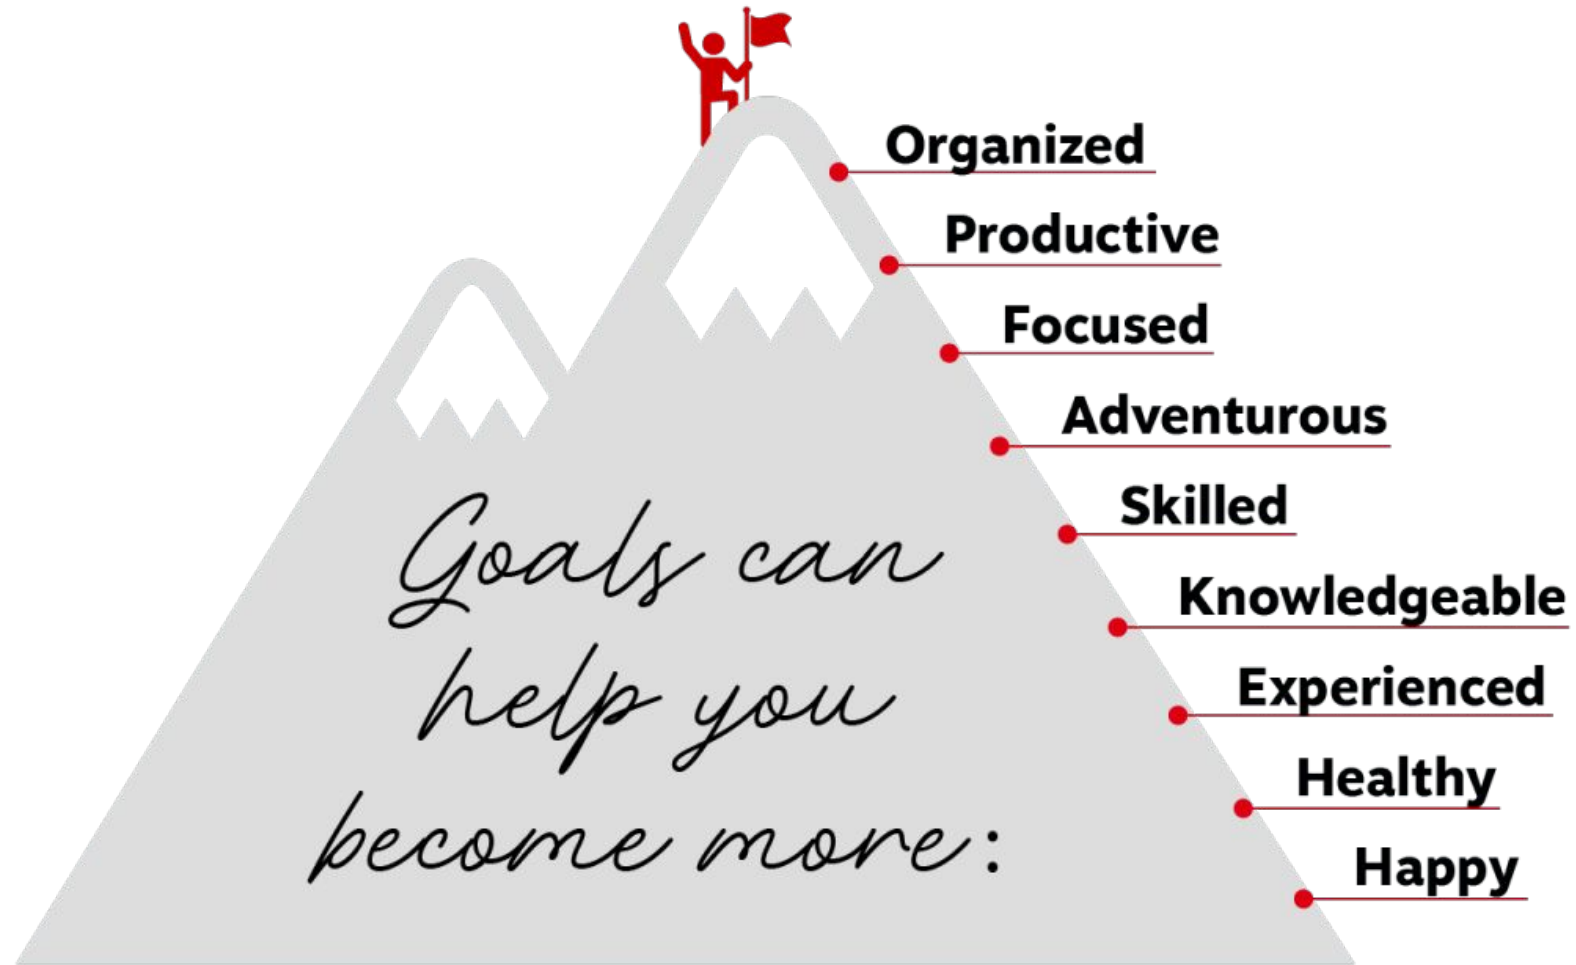 Organized
Productive
Focused
Adventurous
Skilled
Knowledgeable
Experienced
Healthy
Happy
Goals can
help you
become more: